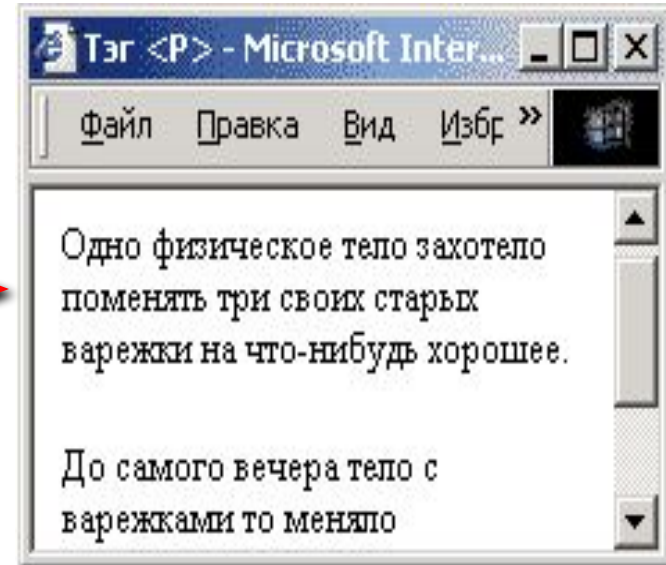 Тэг <P> - Microsoft Inter...
Файл Правка Вид Избр »
Одно физическое тело захотело
поменять три своих старых
варежки на что-нибудь хорошее.
До самого вечера тело с
варежками то меняло